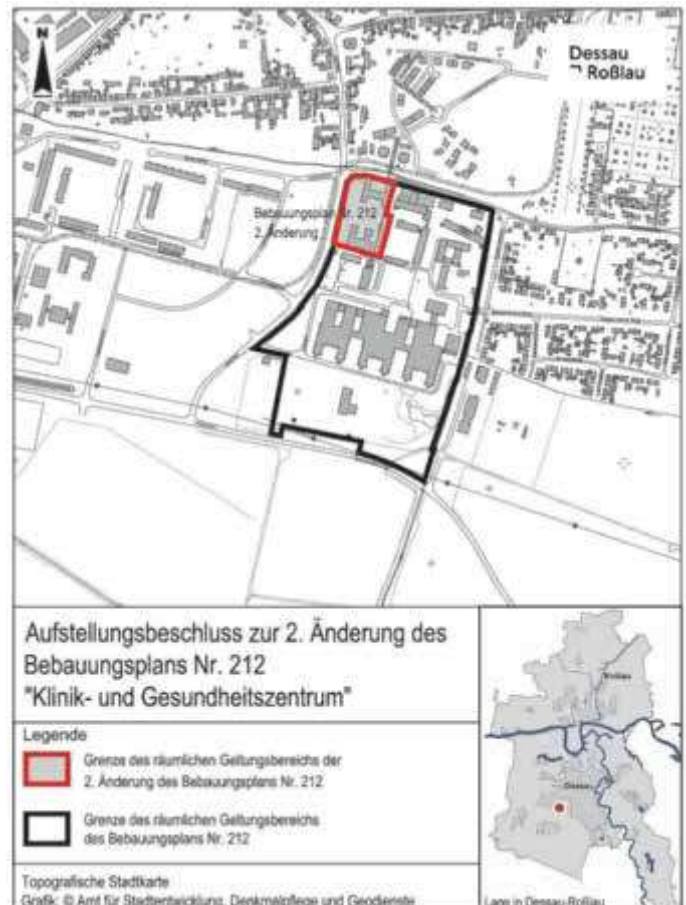 N
Dessau
Roßlau
Bebauungsplan Nr. 212
2. Änderung
Aufstellungsbeschluss zur 2. Änderung des
Bebauungsplans Nr. 212
"Klinik- und Gesundheitszentrum"
Legende
Grenze des räumlichen Geltungsbereichs der
2. Änderung des Bebauungsplans Nr. 212
Grenze des räumlichen Geltungsbereichs
des Bebauungsplans Nr. 212
Topografische Stadtkarte
Grafik: © Amt für Stadtentwicklung, Denkmalpflege und Geodienste
Roßlau
Dessau
Lage in Dessau-Roßlau